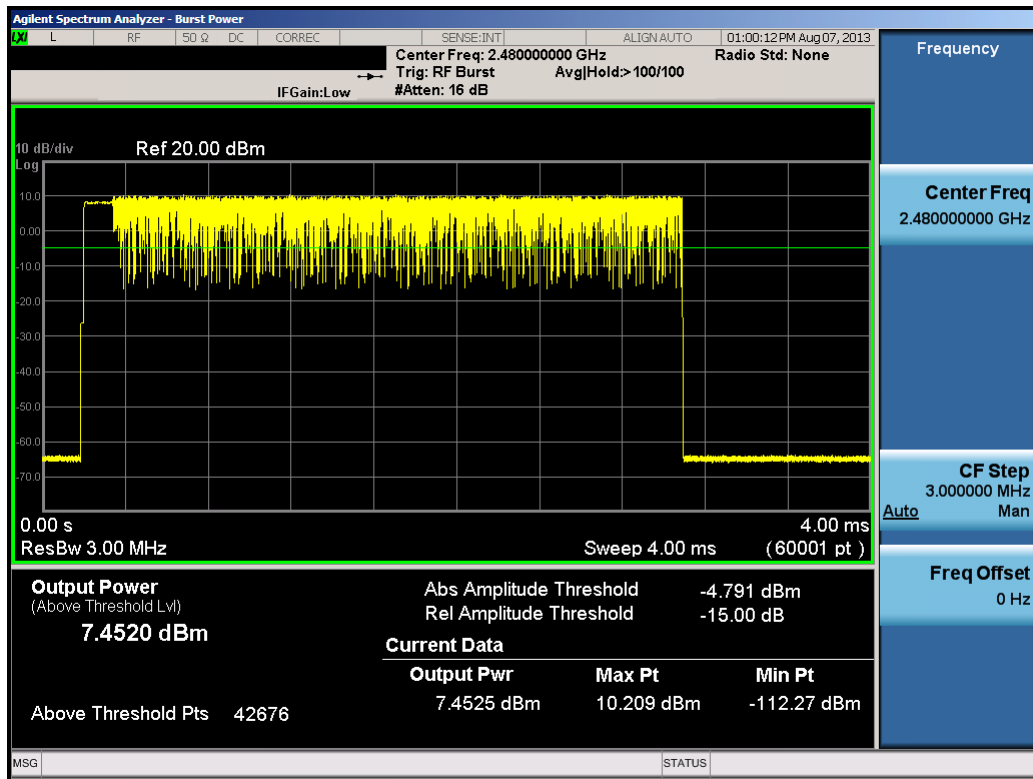 Agilent Spectrum Analyzer - Burst Power
LXI L RF 50 Ω DC CORREC SENSE:INT ALIGN AUTO 01:00:12 PM Aug 07, 2013
Center Freq: 2.480000000 GHz Radio Std: None
Trig: RF Burst Avg|Hold:> 100/100
IFGain:Low #Atten: 16 dB
10 dB/div Ref 20.00 dBm
Log
10.0
0.00
-10.0
-20.0
-30.0
-40.0
-50.0
-60.0
-70.0
0.00 s 4.00 ms
ResBw 3.00 MHz Sweep 4.00 ms (60001 pt)
Output Power
(Above Threshold Lvl)
7.4520 dBm
Above Threshold Pts 42676
Abs Amplitude Threshold -4.791 dBm
Rel Amplitude Threshold -15.00 dB
Current Data
Output Pwr Max Pt Min Pt
7.4525 dBm 10.209 dBm -112.27 dBm
MSG STATUS
Frequency
Center Freq
2.480000000 GHz
CF Step
3.000000 MHz
Auto Man
Freq Offset
0 Hz